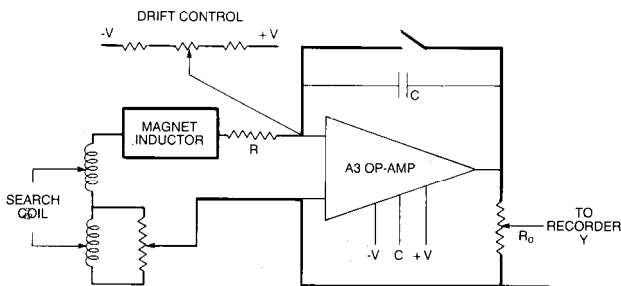 DRIFT CONTROL
-V
+V
C
MAGNET
INDUCTOR
R
A3 OP-AMP
SEARCH
COIL
TO
RECORDER
Y
R₀
-V C +V